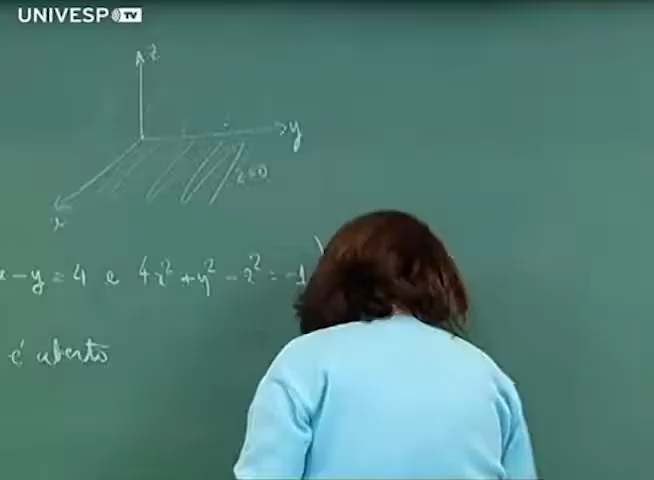 UNIVESP TV
z
y
z=0
x
x-y=4 e 4x²+y²-z²=-1
é aberto